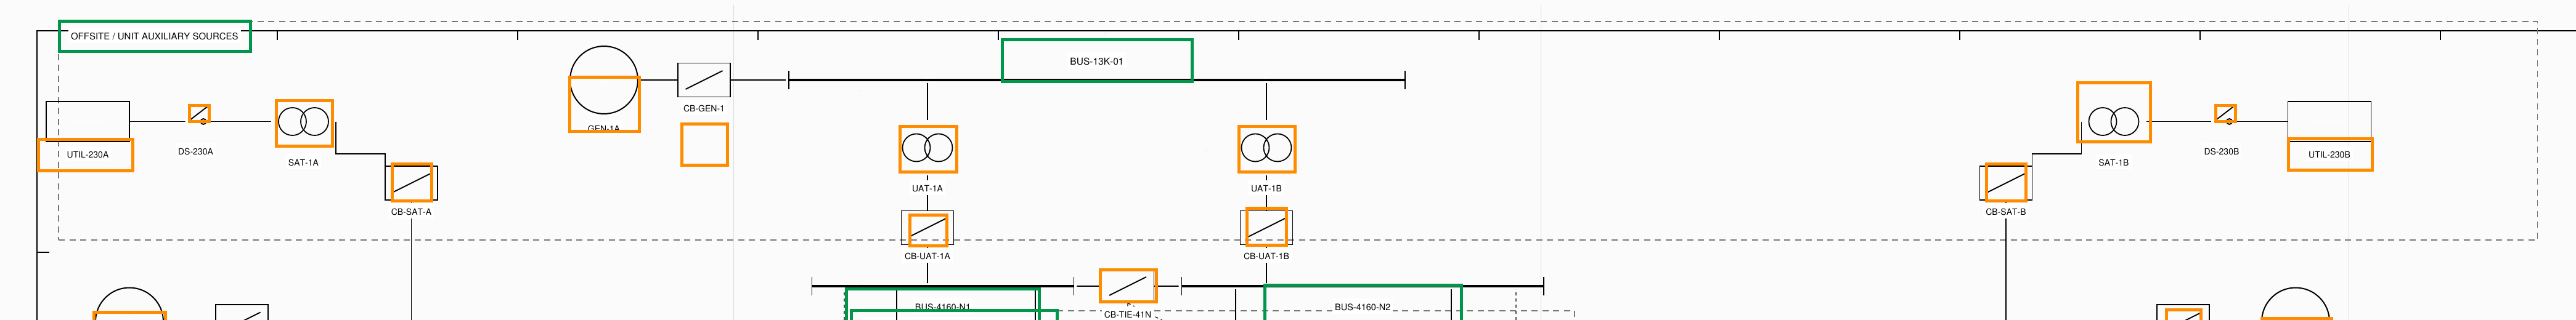 OFFSITE / UNIT AUXILIARY SOURCES
BUS-13K-01
CB-GEN-1
GEN-1A
UTIL-230A
DS-230A
SAT-1A
SAT-1B
DS-230B
UTIL-230B
UAT-1A
UAT-1B
CB-SAT-A
CB-SAT-B
CB-UAT-1A
CB-UAT-1B
BUS-4160-N1
CB-TIE-41N
BUS-4160-N2